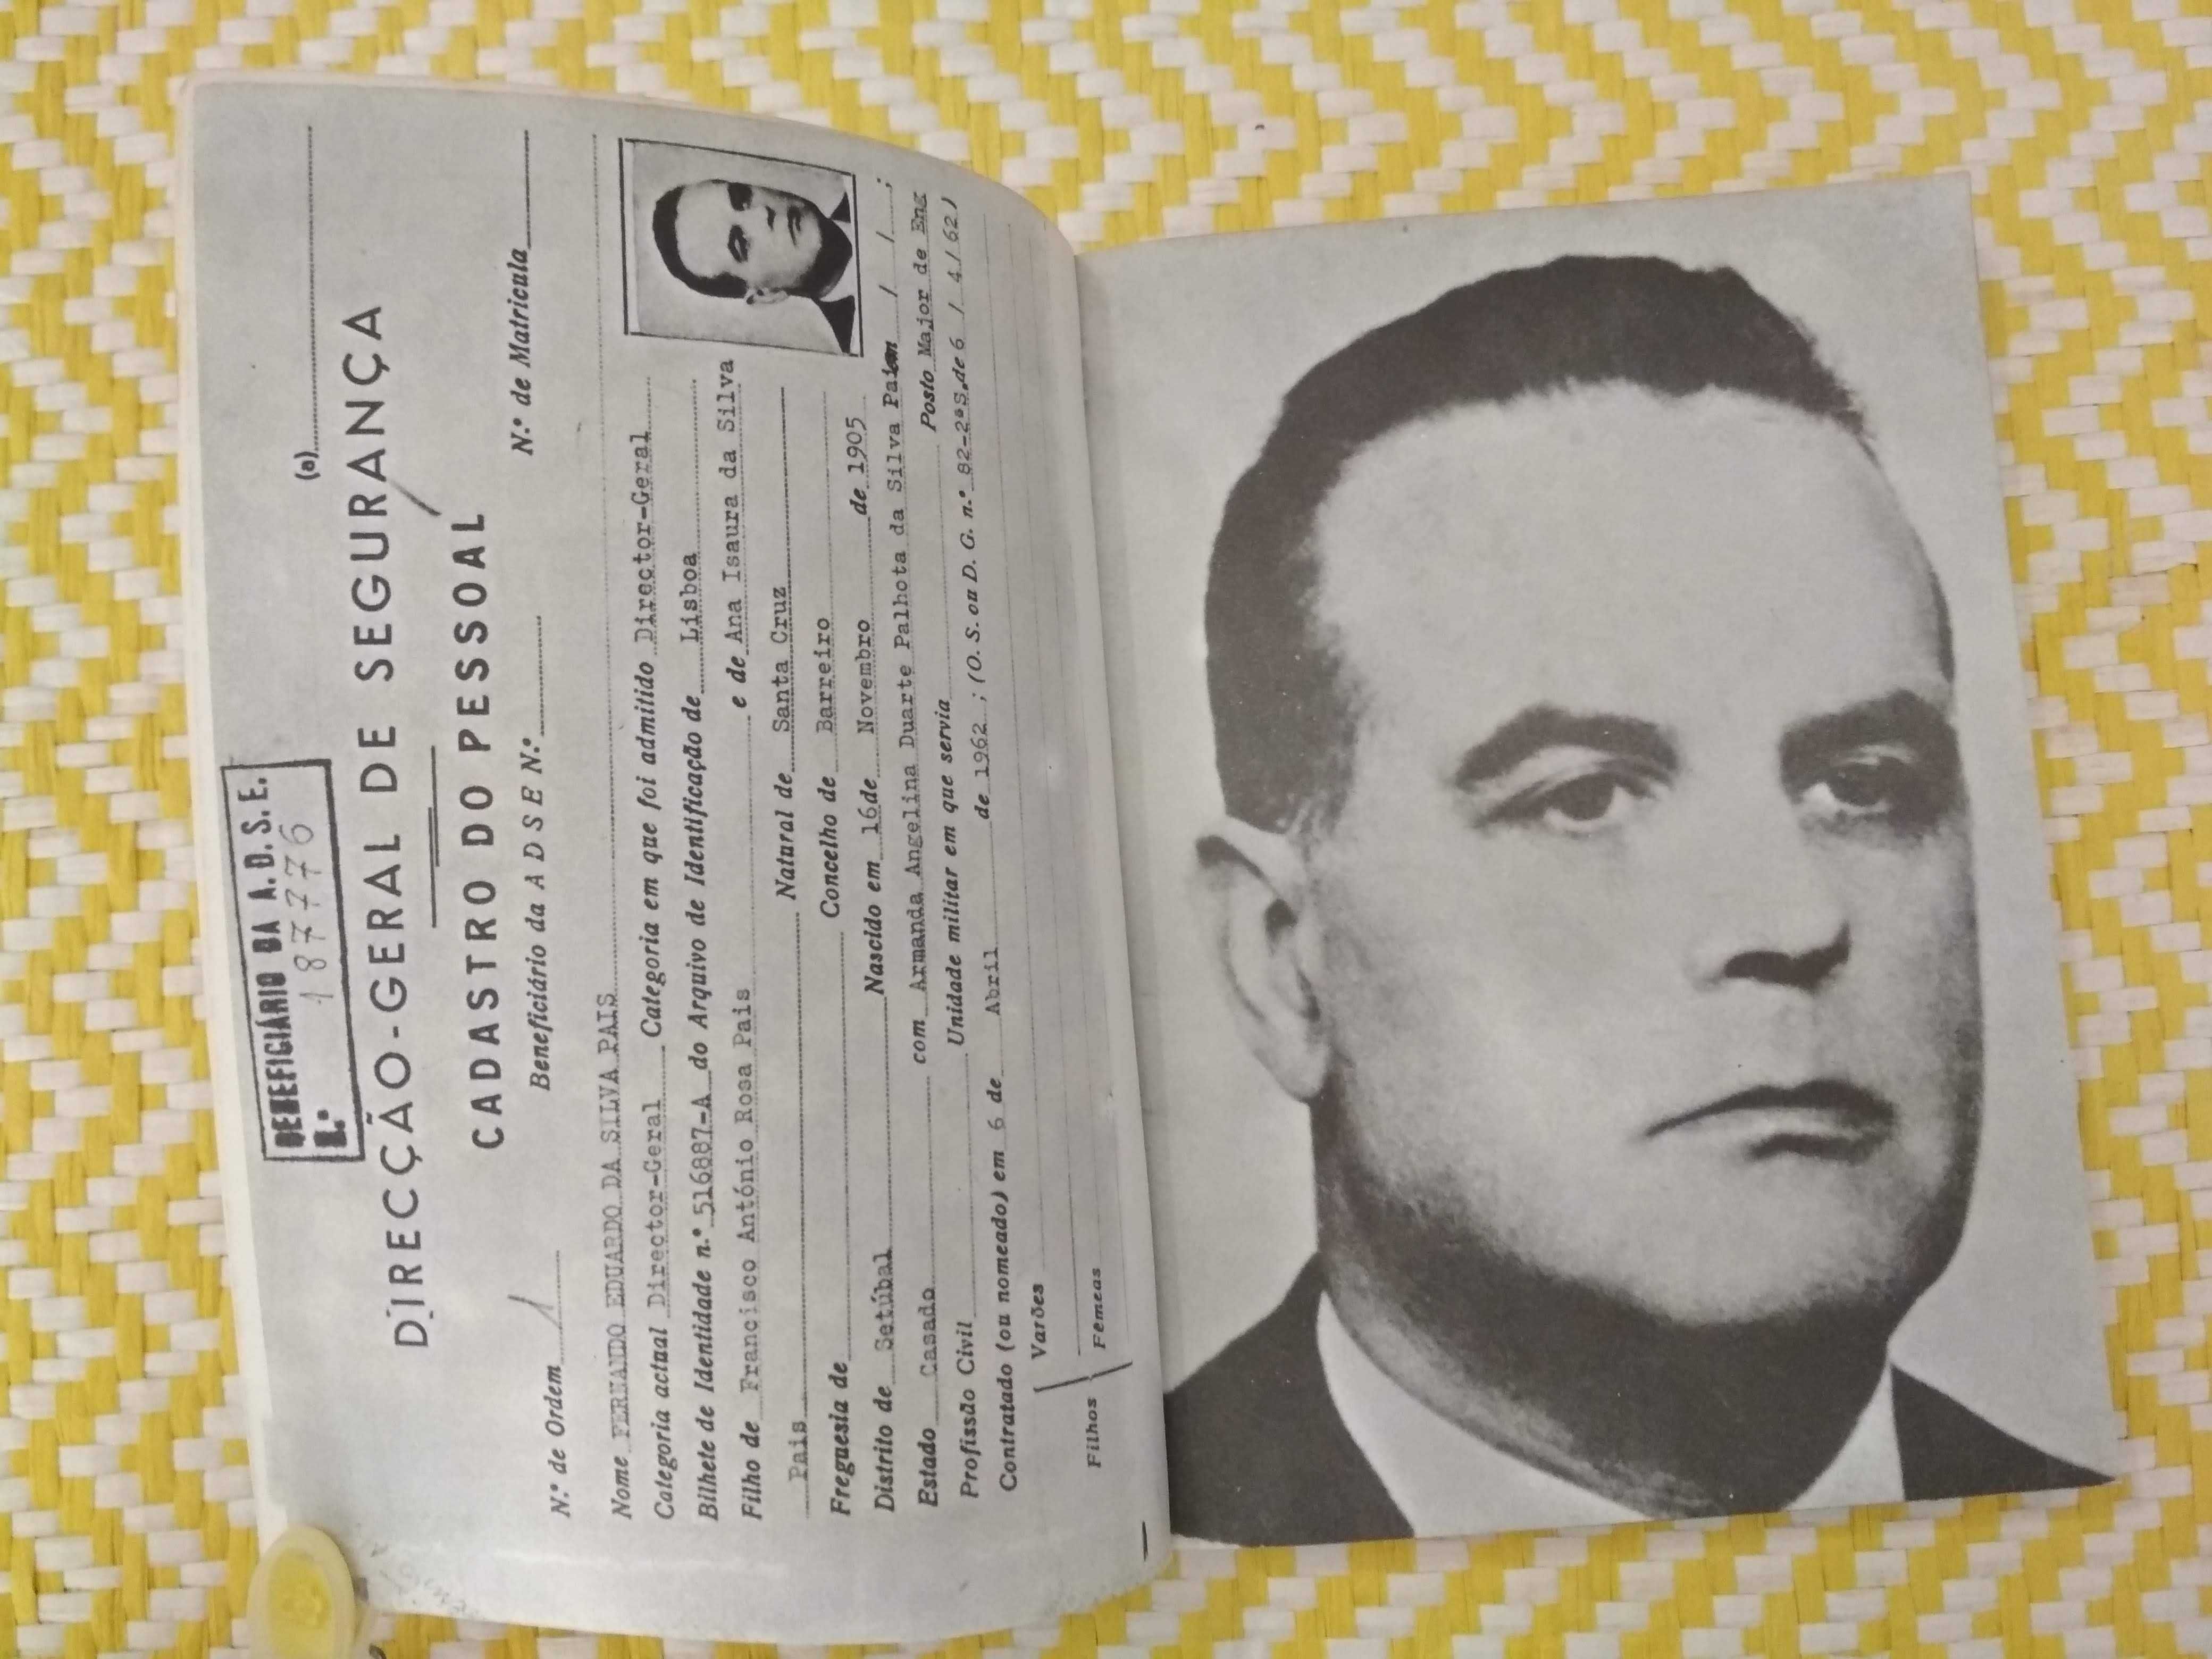 (a)
BENEFICIÁRIO DA A.D.S.E.
N.º 187776
DIRECÇÃO-GERAL DE SEGURANÇA
CADASTRO DO PESSOAL
N.º de Ordem 1 Beneficiário da ADSE N.º N.º de Matrícula
Nome FERNANDO EDUARDO DA SILVA PAIS
Categoria actual Director-Geral Categoria em que foi admitido Director-Geral
Bilhete de Identidade n.º 516887-A do Arquivo de Identificação de Lisboa
Filho de Francisco António Rosa Pais e de Ana Isaura da Silva
Pais Natural de Santa Cruz
Freguesia de Concelho de Barreiro
Distrito de Setúbal Nascido em 16 de Novembro de 1905
Estado Casado com Armanda Angelina Duarte Palhota da Silva Pais em / / ;
Profissão Civil Unidade militar em que servia Posto Major de Eng
Contratado (ou nomeado) em 6 de Abril de 1962 ; (O. S. ou D. G. n.º 82-2ªS. de 6 / 4 / 62)
Filhos { Varões
Femeas